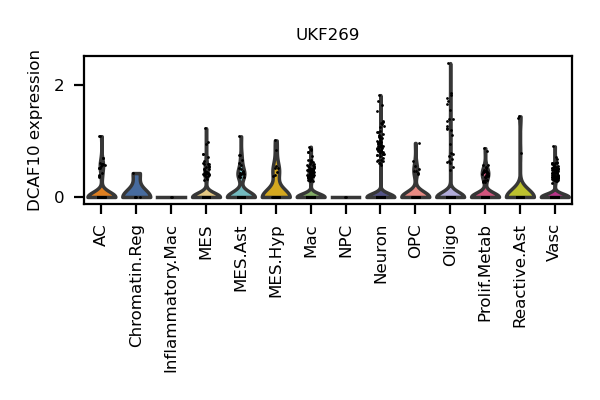 UKF269
DCAF10 expression
2
0
AC
Chromatin.Reg
Inflammatory.Mac
MES
MES.Ast
MES.Hyp
Mac
NPC
Neuron
OPC
Oligo
Prolif.Metab
Reactive.Ast
Vasc